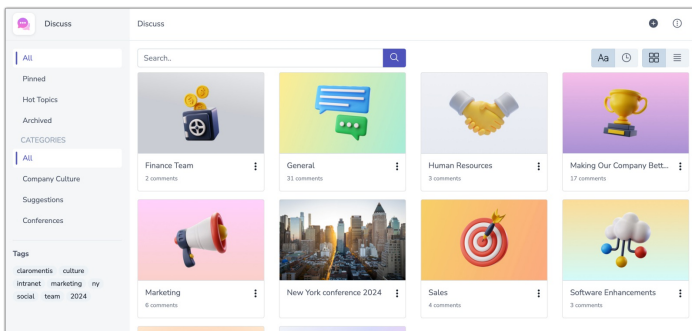 Discuss
Discuss
All
Pinned
Hot Topics
Archived
CATEGORIES
All
Company Culture
Suggestions
Conferences
Tags
claromentis culture
intranet marketing ny
social team 2024
Search..
Aa
Finance Team
2 comments
General
31 comments
Human Resources
3 comments
Making Our Company Bett...
17 comments
Marketing
6 comments
New York conference 2024
Sales
4 comments
Software Enhancements
3 comments